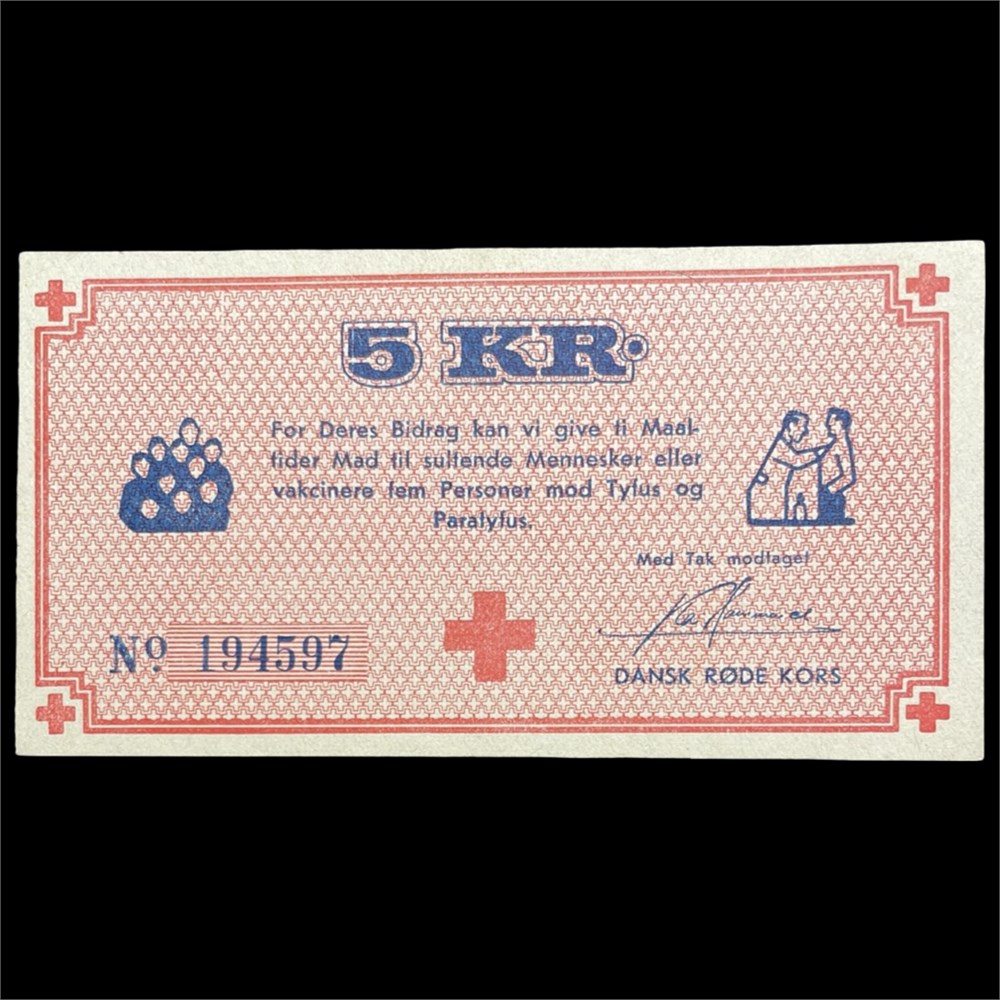 5 KR.
For Deres Bidrag kan vi give ti Maal-
tider Mad til sultende Mennesker eller
vakcinere fem Personer mod Tyfus og
Paratyfus.
Med Tak modtaget
DANSK RØDE KORS
Nº 194597